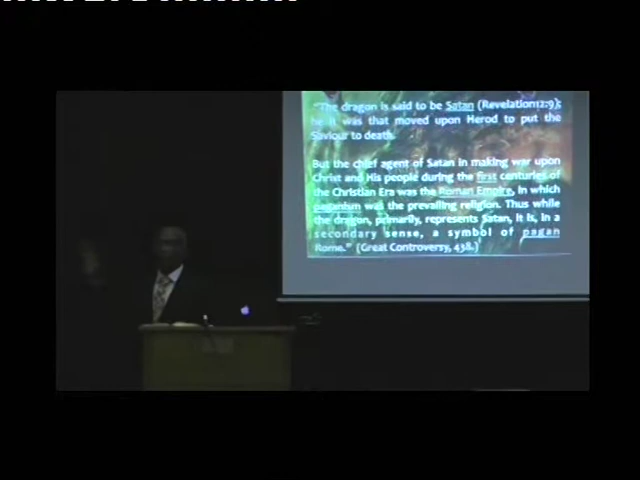 "The dragon is said to be Satan (Revelation12:9);
he it was that moved upon Herod to put the
Saviour to death.
But the chief agent of Satan in making war upon
Christ and His people during the first centuries of
the Christian Era was the Roman Empire, in which
paganism was the prevailing religion. Thus while
the dragon, primarily, represents Satan, it is, in a
secondary sense, a symbol of pagan
Rome." (Great Controversy, 438.)